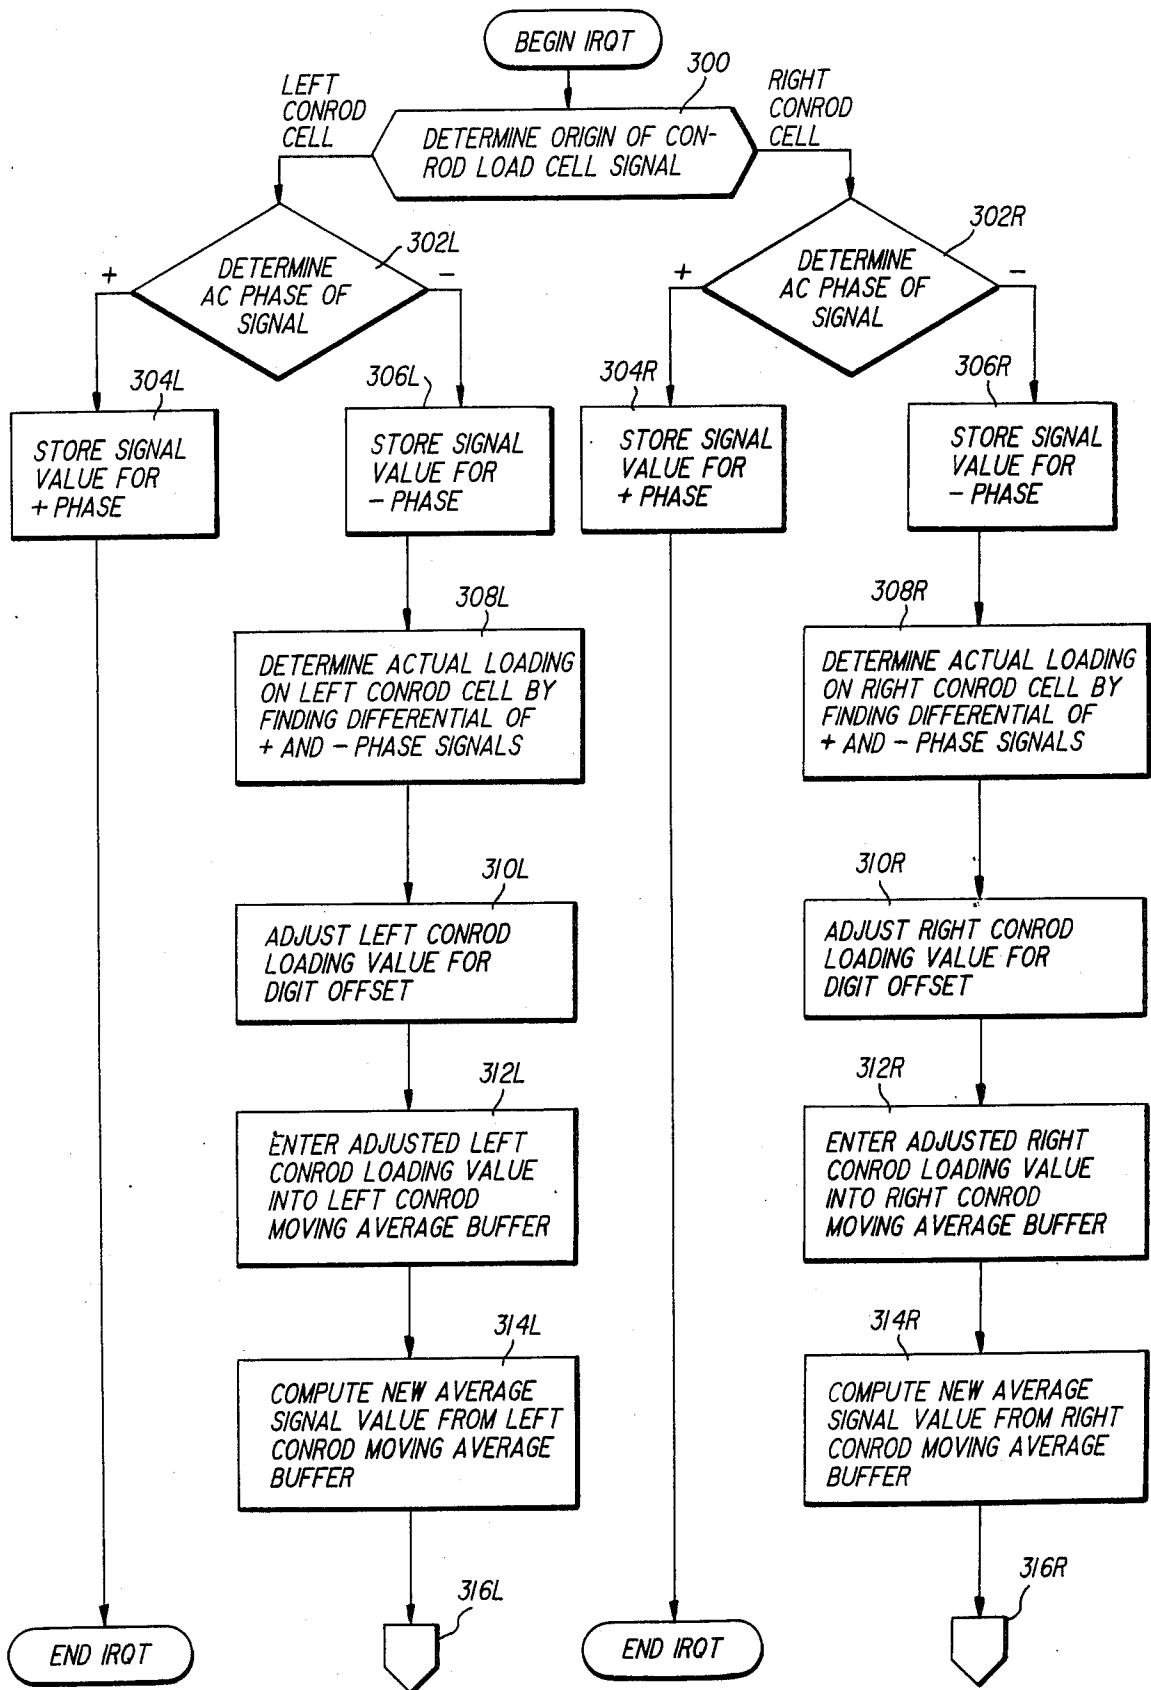 BEGIN IRQT
300
LEFT
CONROD
CELL
RIGHT
CONROD
CELL
DETERMINE ORIGIN OF CON-
ROD LOAD CELL SIGNAL
302L
DETERMINE
AC PHASE OF
SIGNAL
+
-
302R
DETERMINE
AC PHASE OF
SIGNAL
+
-
304L
STORE SIGNAL
VALUE FOR
+ PHASE
306L
STORE SIGNAL
VALUE FOR
- PHASE
304R
STORE SIGNAL
VALUE FOR
+ PHASE
306R
STORE SIGNAL
VALUE FOR
- PHASE
308L
DETERMINE ACTUAL LOADING
ON LEFT CONROD CELL BY
FINDING DIFFERENTIAL OF
+ AND - PHASE SIGNALS
308R
DETERMINE ACTUAL LOADING
ON RIGHT CONROD CELL BY
FINDING DIFFERENTIAL OF
+ AND - PHASE SIGNALS
310L
ADJUST LEFT CONROD
LOADING VALUE FOR
DIGIT OFFSET
310R
ADJUST RIGHT CONROD
LOADING VALUE FOR
DIGIT OFFSET
312L
ENTER ADJUSTED LEFT
CONROD LOADING VALUE
INTO LEFT CONROD
MOVING AVERAGE BUFFER
312R
ENTER ADJUSTED RIGHT
CONROD LOADING VALUE
INTO RIGHT CONROD
MOVING AVERAGE BUFFER
314L
COMPUTE NEW AVERAGE
SIGNAL VALUE FROM LEFT
CONROD MOVING AVERAGE
BUFFER
314R
COMPUTE NEW AVERAGE
SIGNAL VALUE FROM RIGHT
CONROD MOVING AVERAGE
BUFFER
END IRQT
316L
END IRQT
316R